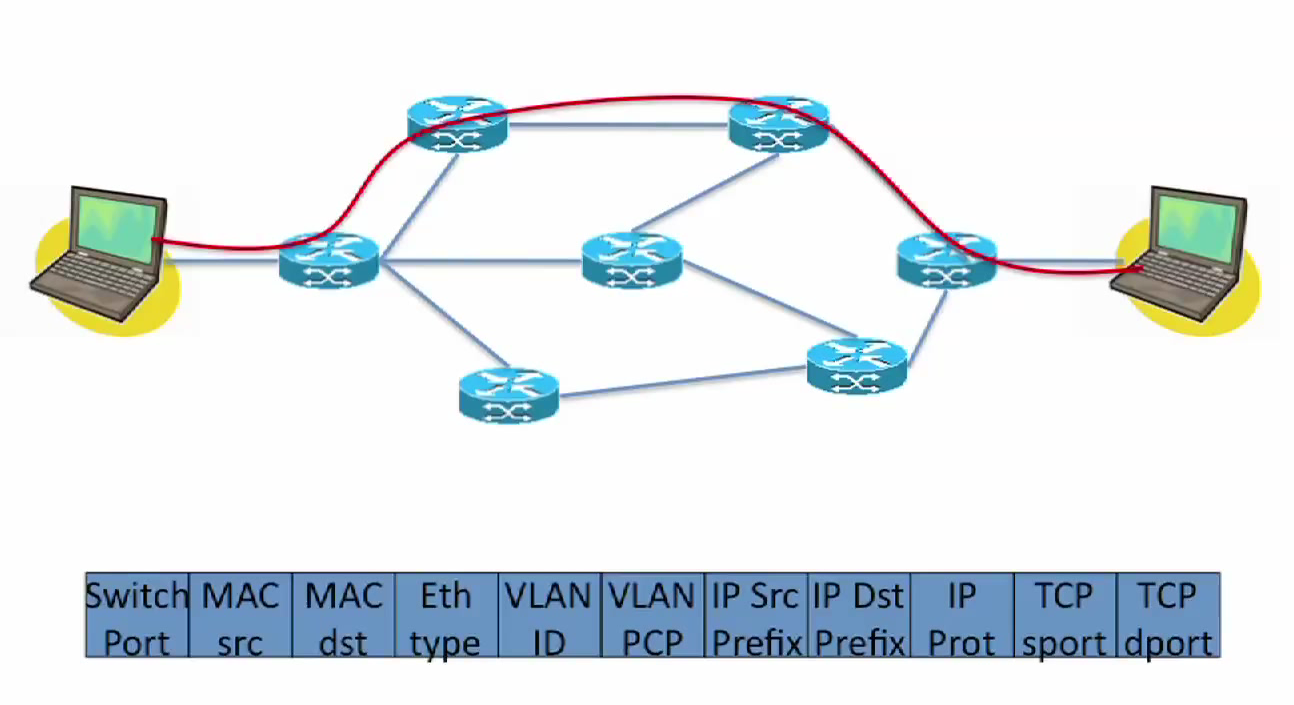 Switch Port
MAC src
MAC dst
Eth type
VLAN ID
VLAN PCP
IP Src Prefix
IP Dst Prefix
IP Prot
TCP sport
TCP dport